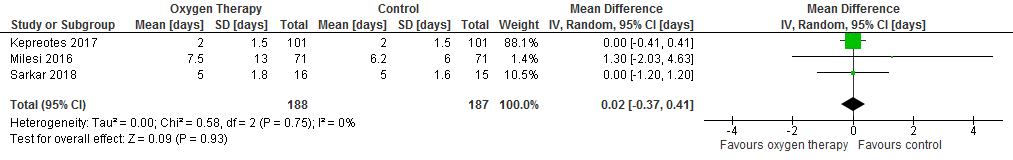 Oxygen Therapy Control Mean Difference Mean Difference
Study or Subgroup Mean [days] SD [days] Total Mean [days] SD [days] Total Weight IV, Random, 95% CI [days] IV, Random, 95% CI [days]
Kepreotes 2017 2 1.5 101 2 1.5 101 88.1% 0.00 [-0.41, 0.41]
Milesi 2016 7.5 13 71 6.2 6 71 1.4% 1.30 [-2.03, 4.63]
Sarkar 2018 5 1.8 16 5 1.6 15 10.5% 0.00 [-1.20, 1.20]
Total (95% CI) 188 187 100.0% 0.02 [-0.37, 0.41]
Heterogeneity: Tau² = 0.00; Chi² = 0.58, df = 2 (P = 0.75); I² = 0%
Test for overall effect: Z = 0.09 (P = 0.93)
-4 -2 0 2 4
Favours oxygen therapy Favours control